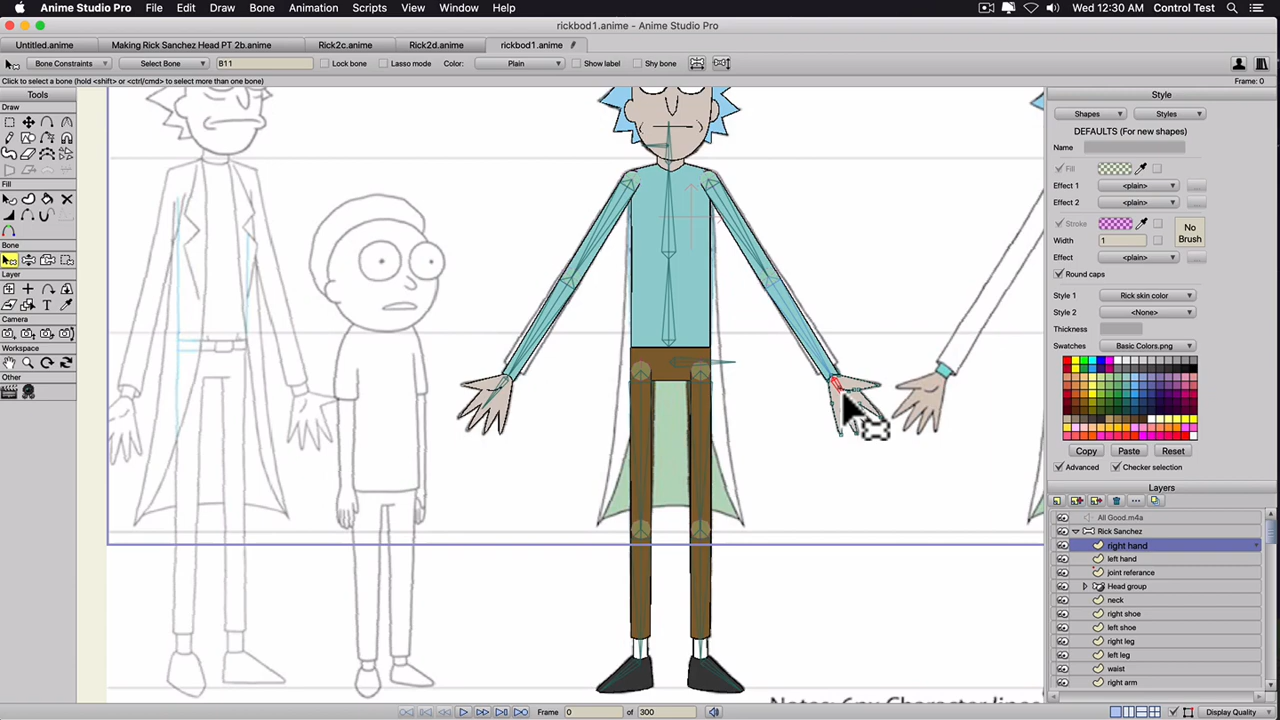 Anime Studio Pro File Edit Draw Bone Animation Scripts Layer View Window Help Wed 12:30 AM Control Test
rickbod1.anime - Anime Studio Pro
Untitled.anime Making Rick Sanchez Head PT 2b.anime Rick2c.anime Rick2d.anime rickbod1.anime
Bone Constraints Select Bone B11 Lock bone Lasso mode Color: Plain Show label Shy bone
Click to select a bone (hold <shift> or <ctrl/cmd> to select more than one bone) Frame: 0
Tools
Draw
Fill
Bone
Layer
Camera
Workspace
Other
Style
Shapes Styles
DEFAULTS (For new shapes)
Name
Fill
Effect 1 <plain> ...
Effect 2 <plain> ...
Stroke
No Brush
Width 1
Effect <plain> ...
Round caps
Style 1 Rick skin color
Style 2 <None>
Thickness
Swatches Basic Colors.png
Copy Paste Reset
Advanced Checker selection
Layers
All Good.m4a
Rick Sanchez
right hand
left hand
joint referance
Head group
neck
right shoe
left shoe
right leg
left leg
waist
right arm
Frame 0 of 300 Display Quality